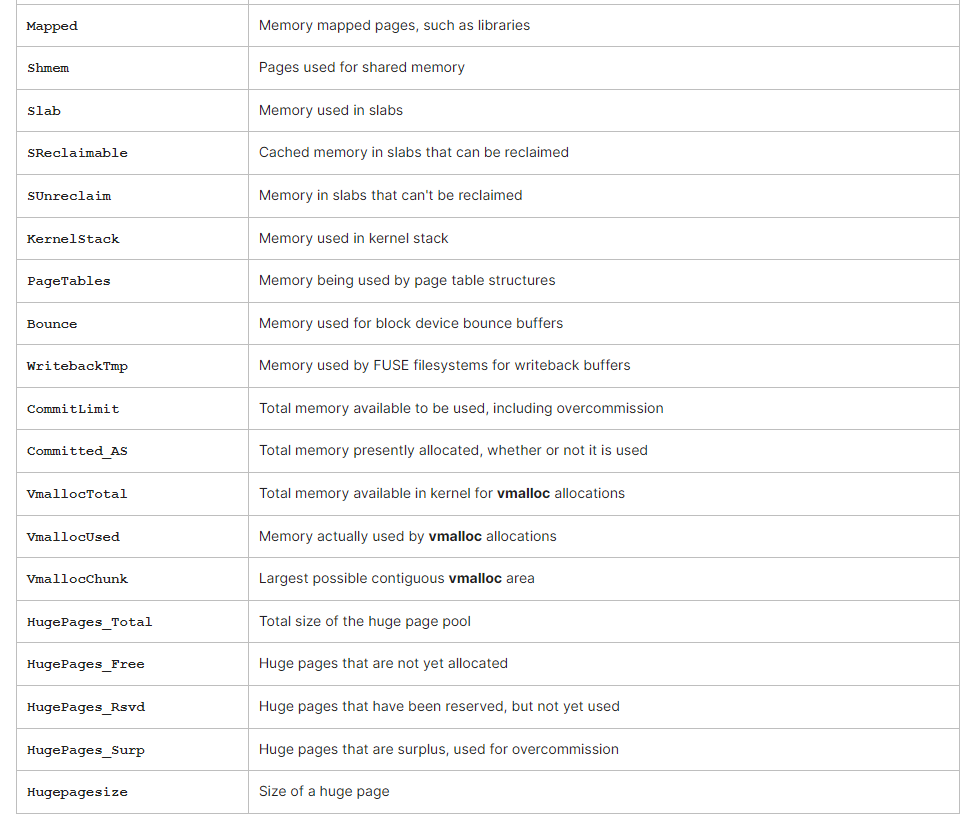 Mapped Memory mapped pages, such as libraries
Shmem Pages used for shared memory
Slab Memory used in slabs
SReclaimable Cached memory in slabs that can be reclaimed
SUnreclaim Memory in slabs that can't be reclaimed
KernelStack Memory used in kernel stack
PageTables Memory being used by page table structures
Bounce Memory used for block device bounce buffers
WritebackTmp Memory used by FUSE filesystems for writeback buffers
CommitLimit Total memory available to be used, including overcommission
Committed_AS Total memory presently allocated, whether or not it is used
VmallocTotal Total memory available in kernel for vmalloc allocations
VmallocUsed Memory actually used by vmalloc allocations
VmallocChunk Largest possible contiguous vmalloc area
HugePages_Total Total size of the huge page pool
HugePages_Free Huge pages that are not yet allocated
HugePages_Rsvd Huge pages that have been reserved, but not yet used
HugePages_Surp Huge pages that are surplus, used for overcommission
Hugepagesize Size of a huge page